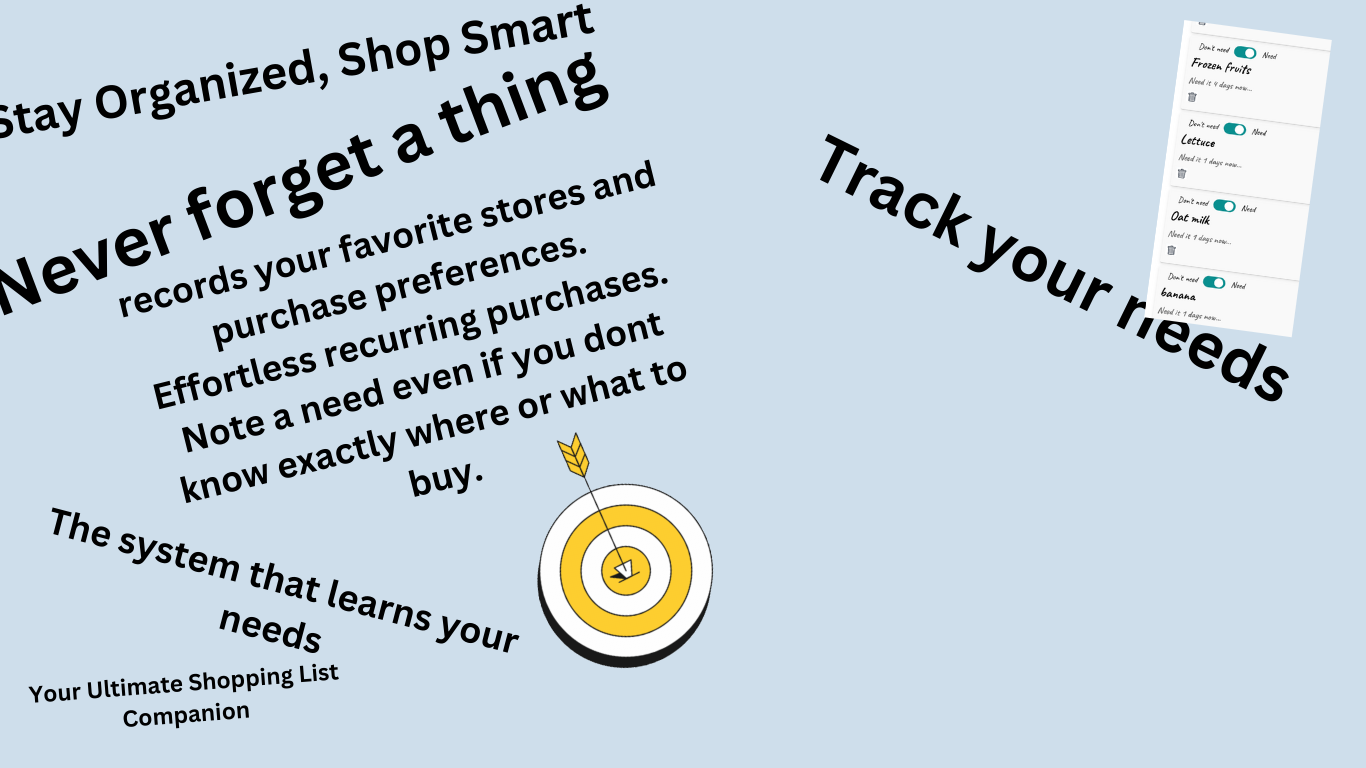 Stay Organized, Shop Smart
Never forget a thing
records your favorite stores and
purchase preferences.
Effortless recurring purchases.
Note a need even if you dont
know exactly where or what to
buy.
The system that learns your
needs
Your Ultimate Shopping List
Companion
Track your needs
Don't need Need
Frozen fruits
Need it 4 days now...
Don't need Need
Lettuce
Need it 1 days now...
Don't need Need
Oat milk
Need it 1 days now...
Don't need Need
banana
Need it 1 days now...